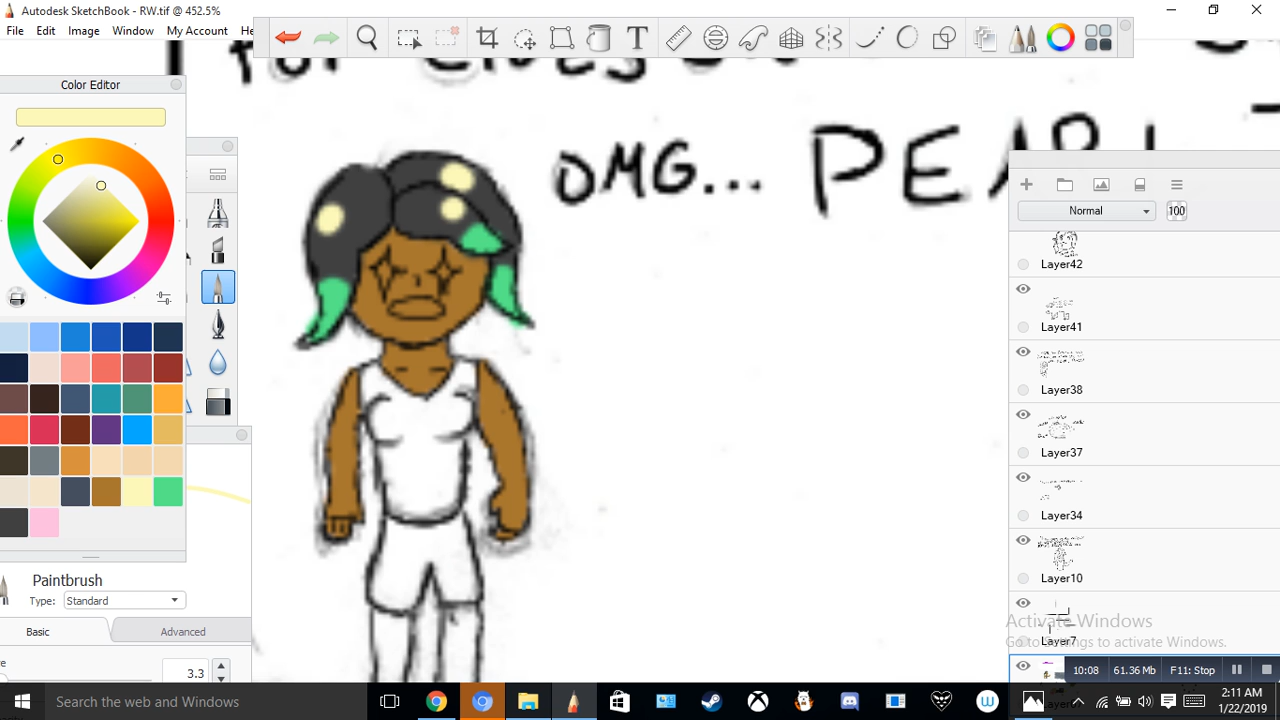 Autodesk SketchBook - RW.tif @ 452.5%
File Edit Image Window My Account
Color Editor
OMG... PEARL
Normal 100
Layer42
Layer41
Layer38
Layer37
Layer34
Layer10
Layer7
Paintbrush
Type: Standard
Basic Advanced
3.3
Activate Windows
Go to Settings to activate Windows.
10:08 61.36 Mb F11: Stop
Search the web and Windows
2:11 AM
1/22/2019